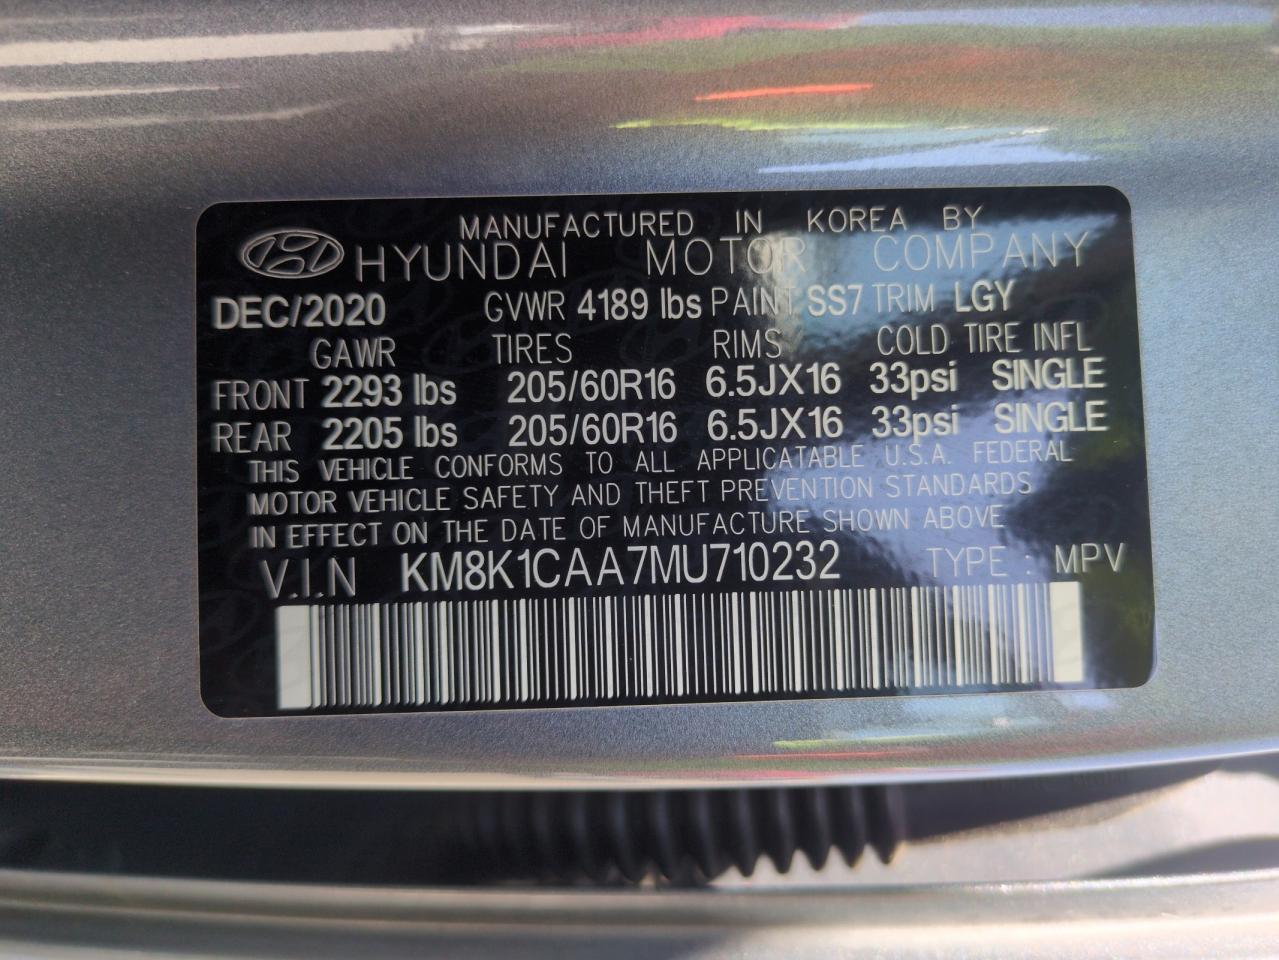 MANUFACTURED IN KOREA BY
HYUNDAI MOTOR COMPANY
DEC/2020 GVWR 4189 lbs PAINT SS7 TRIM LGY
GAWR TIRES RIMS COLD TIRE INFL
FRONT 2293 lbs 205/60R16 6.5JX16 33psi SINGLE
REAR 2205 lbs 205/60R16 6.5JX16 33psi SINGLE
THIS VEHICLE CONFORMS TO ALL APPLICATABLE U.S.A. FEDERAL
MOTOR VEHICLE SAFETY AND THEFT PREVENTION STANDARDS
IN EFFECT ON THE DATE OF MANUFACTURE SHOWN ABOVE
V.I.N KM8K1CAA7MU710232 TYPE : MPV